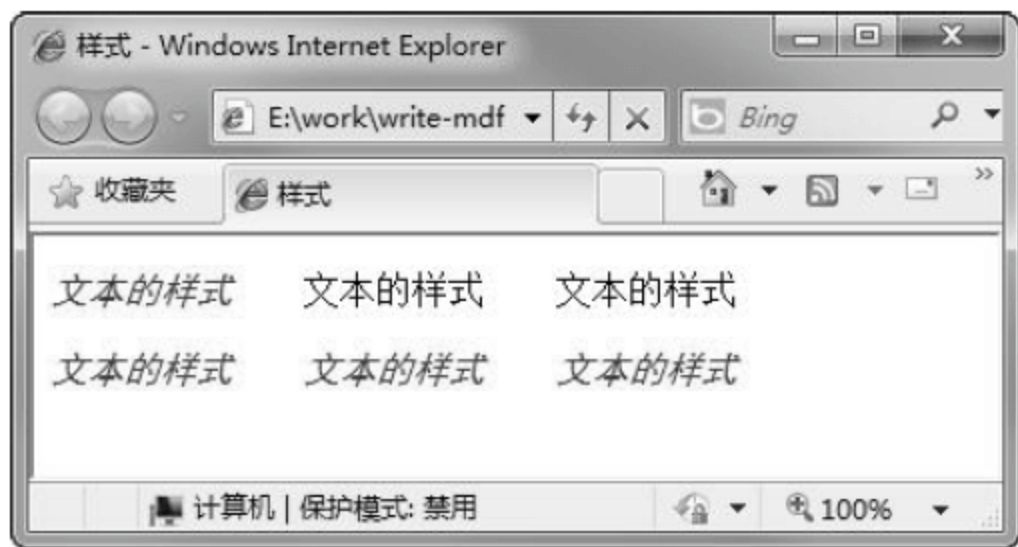 样式 - Windows Internet Explorer
E:\work\write-mdf
Bing
收藏夹
样式
文本的样式 文本的样式 文本的样式
文本的样式 文本的样式 文本的样式
计算机 | 保护模式: 禁用
100%